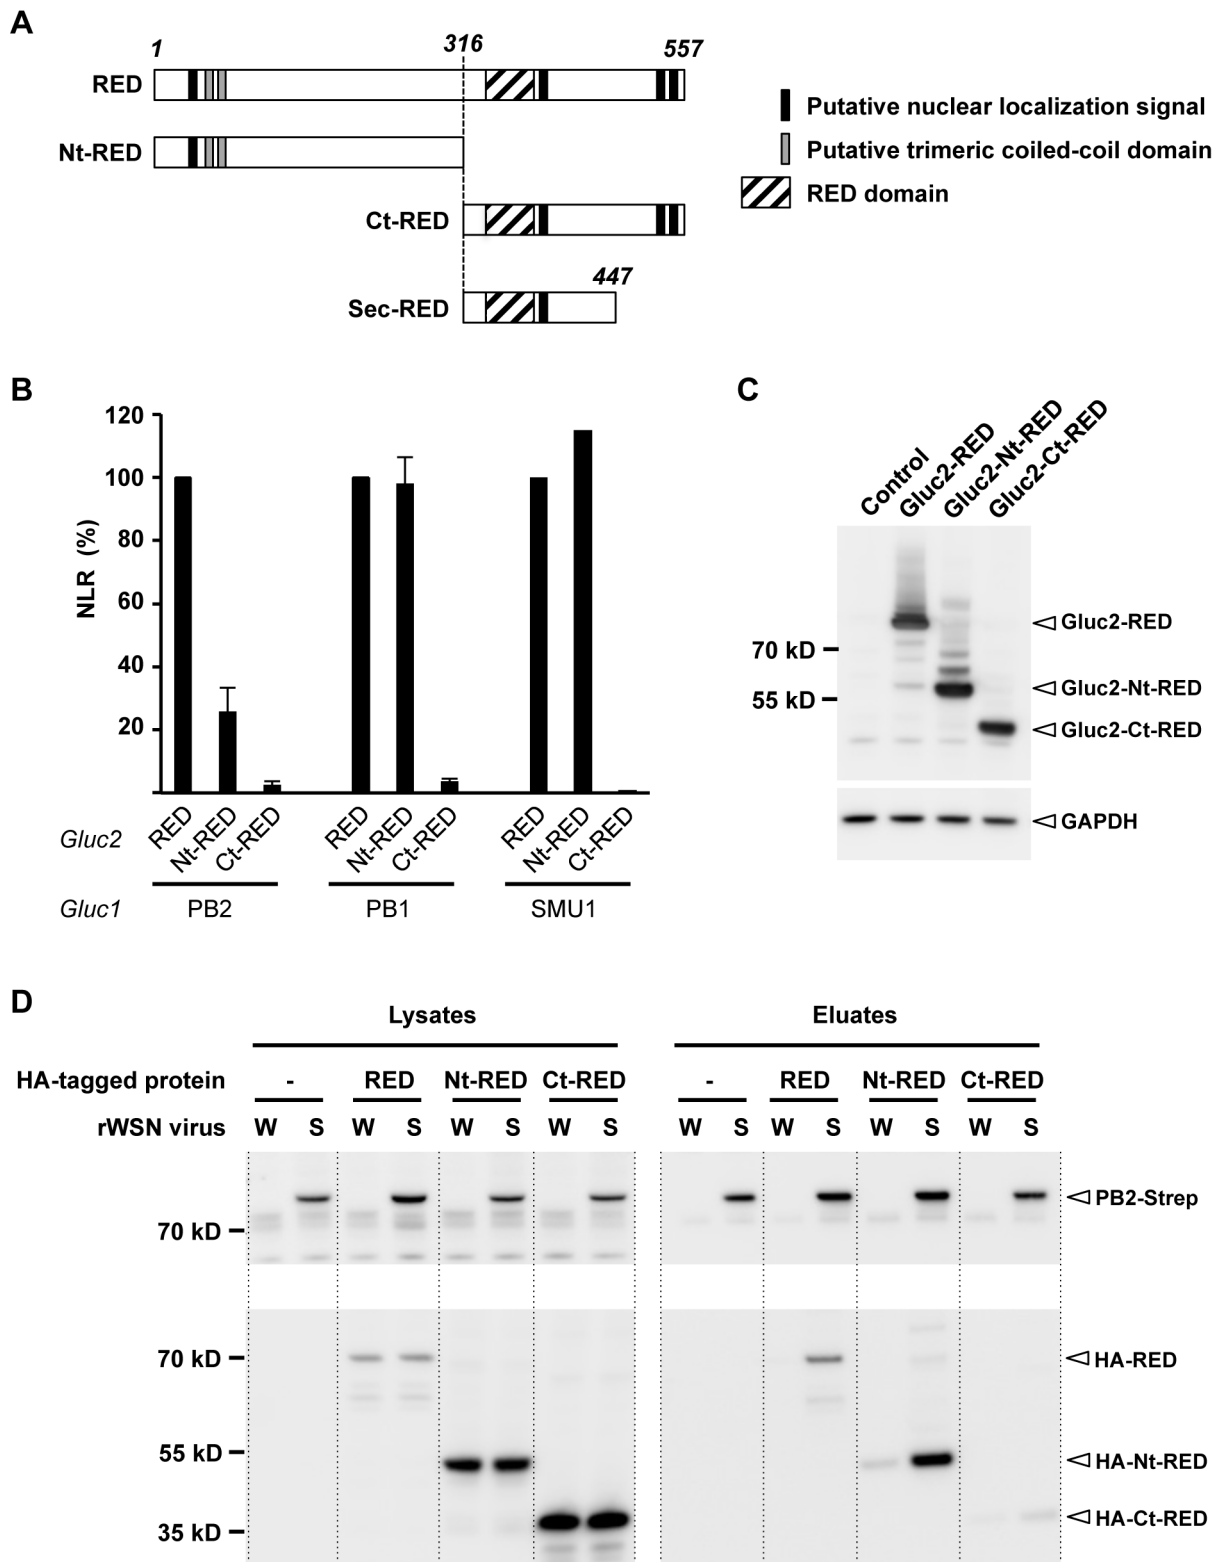 A
1
316
557
RED
Nt-RED
Ct-RED
447
Sec-RED
Putative nuclear localization signal
Putative trimeric coiled-coil domain
RED domain
B
120
100
80
60
40
20
NLR (%)
Gluc2
RED
Nt-RED
Ct-RED
RED
Nt-RED
Ct-RED
RED
Nt-RED
Ct-RED
Gluc1
PB2
PB1
SMU1
C
Control
Gluc2-RED
Gluc2-Nt-RED
Gluc2-Ct-RED
70 kD
55 kD
Gluc2-RED
Gluc2-Nt-RED
Gluc2-Ct-RED
GAPDH
D
Lysates
Eluates
HA-tagged protein - RED Nt-RED Ct-RED - RED Nt-RED Ct-RED
rWSN virus W S W S W S W S W S W S W S W S
PB2-Strep
70 kD
70 kD
HA-RED
55 kD
HA-Nt-RED
HA-Ct-RED
35 kD